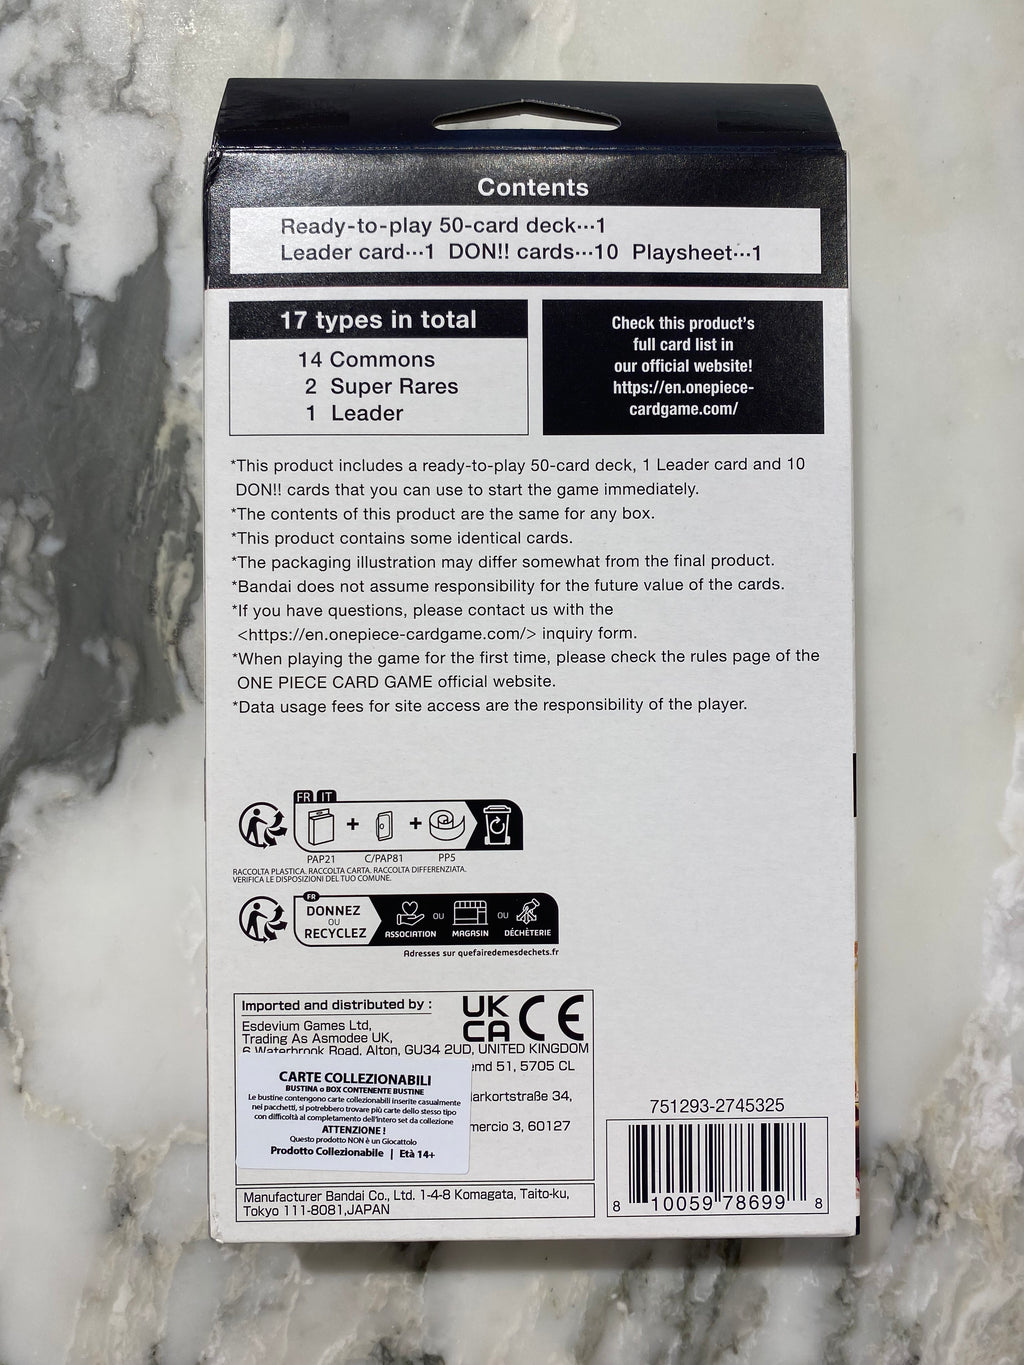 Contents
Ready-to-play 50-card deck···1
Leader card···1 DON!! cards···10 Playsheet···1
17 types in total
14 Commons
2 Super Rares
1 Leader
Check this product's
full card list in
our official website!
https://en.onepiece-
cardgame.com/
*This product includes a ready-to-play 50-card deck, 1 Leader card and 10
DON!! cards that you can use to start the game immediately.
*The contents of this product are the same for any box.
*This product contains some identical cards.
*The packaging illustration may differ somewhat from the final product.
*Bandai does not assume responsibility for the future value of the cards.
*If you have questions, please contact us with the
<https://en.onepiece-cardgame.com/> inquiry form.
*When playing the game for the first time, please check the rules page of the
ONE PIECE CARD GAME official website.
*Data usage fees for site access are the responsibility of the player.
FR IT
+ +
PAP21 C/PAP81 PP5
RACCOLTA PLASTICA. RACCOLTA CARTA. RACCOLTA DIFFERENZIATA.
VERIFICA LE DISPOSIZIONI DEL TUO COMUNE.
FR
DONNEZ
OU
RECYCLEZ
OU OU
ASSOCIATION MAGASIN DÉCHÈTERIE
Adresses sur quefairedemesdechets.fr
Imported and distributed by :
UK
CA CE
Esdevium Games Ltd,
Trading As Asmodee UK,
6 Waterbrook Road, Alton, GU34 2UD, UNITED KINGDOM
51, 5705 CL
34,
3, 60127
CARTE COLLEZIONABILI
BUSTINA o BOX CONTENENTE BUSTINE
Le bustine contengono carte collezionabili inserite casualmente
nei pacchetti, si potrebbero trovare più carte dello stesso tipo
con difficoltà al completamento dell'intero set da collezione
ATTENZIONE !
Questo prodotto NON è un Giocattolo
Prodotto Collezionabile | Età 14+
Manufacturer Bandai Co., Ltd. 1-4-8 Komagata, Taito-ku,
Tokyo 111-8081,JAPAN
751293-2745325
8 10059 78699 8